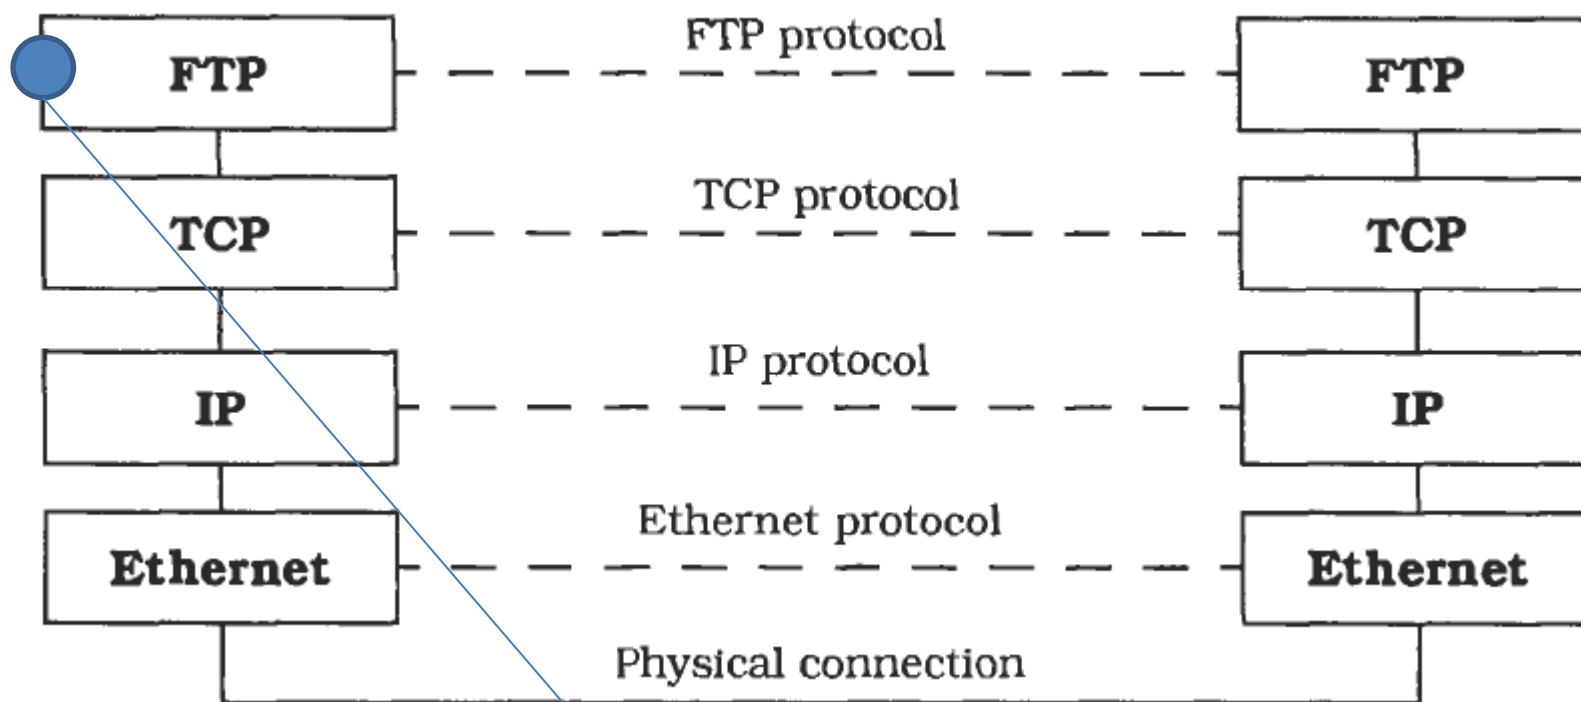 FTP protocol
FTP
FTP
TCP protocol
TCP
TCP
IP protocol
IP
IP
Ethernet protocol
Ethernet
Ethernet
Physical connection